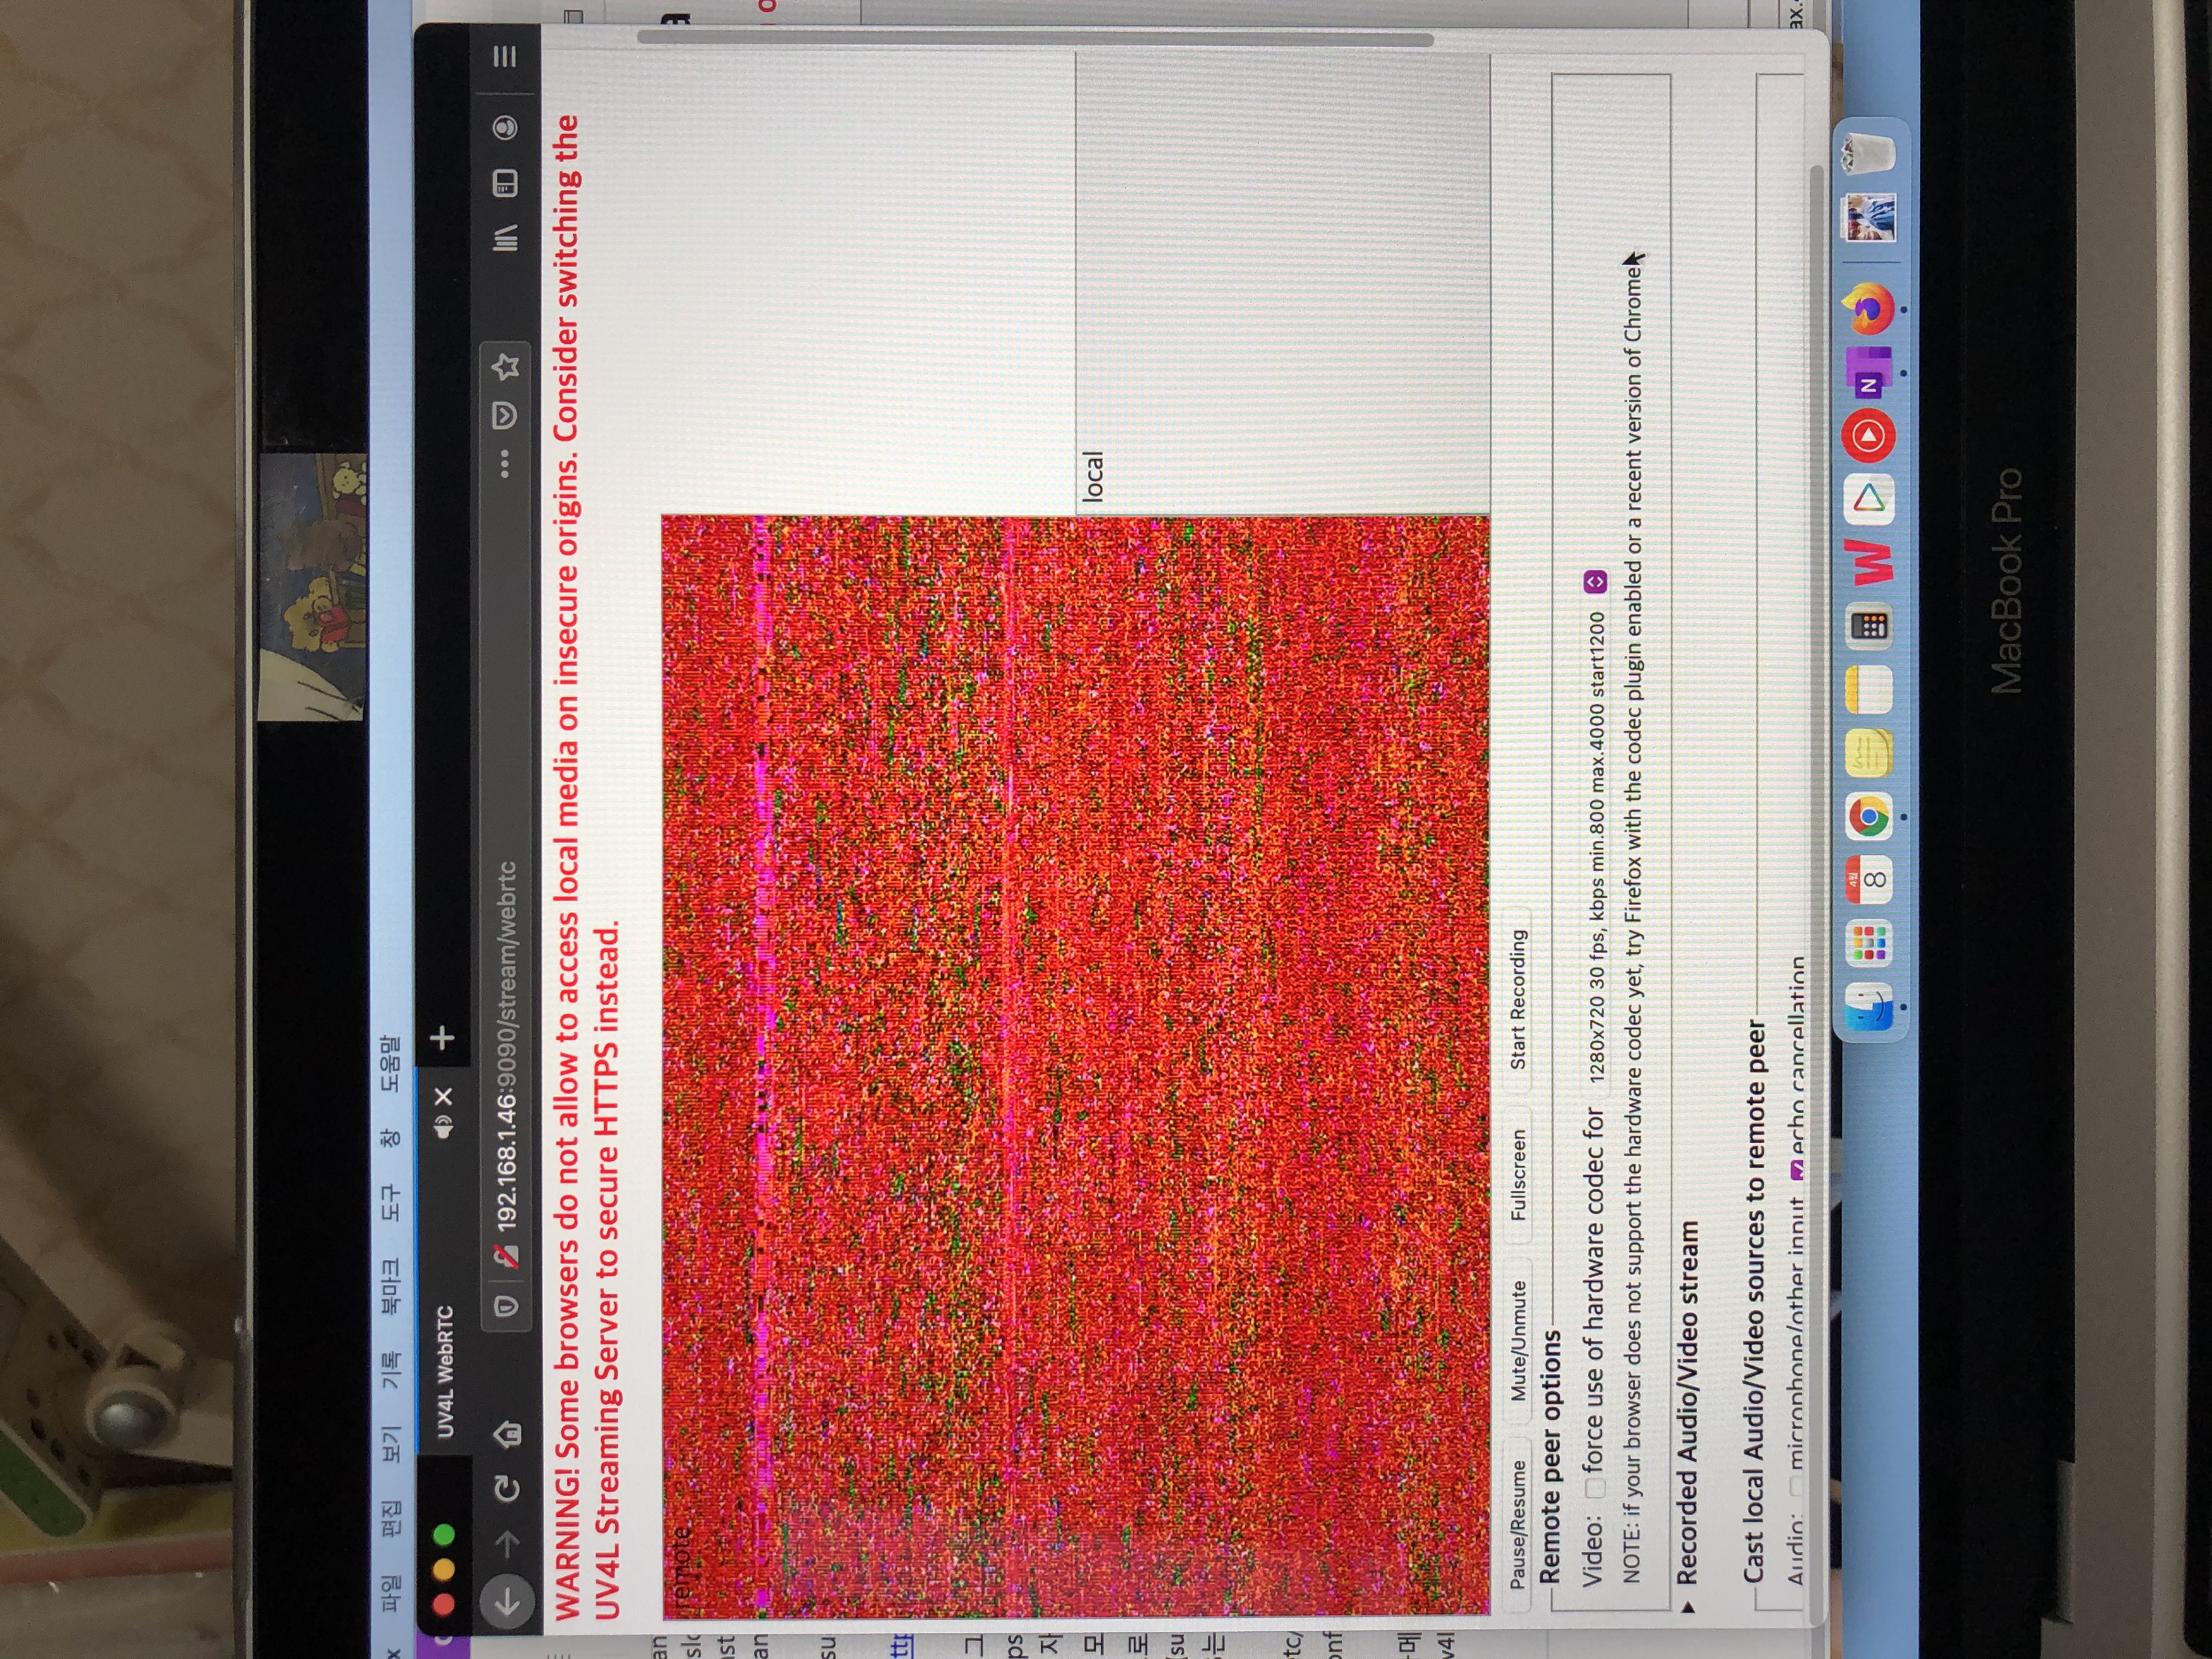 파일 편집 보기 기록 북마크 도구 창 도움말
UV4L WebRTC
192.168.1.46:9090/stream/webrtc
WARNING! Some browsers do not allow to access local media on insecure origins. Consider switching the
UV4L Streaming Server to secure HTTPS instead.
remote
local
Pause/Resume Mute/Unmute Fullscreen Start Recording
Remote peer options
Video: force use of hardware codec for 1280x720 30 fps, kbps min.800 max.4000 start1200
NOTE: if your browser does not support the hardware codec yet, try Firefox with the codec plugin enabled or a recent version of Chrome
Recorded Audio/Video stream
Cast local Audio/Video sources to remote peer
Audio: microphone/other input echo cancellation
4월
8
N
MacBook Pro